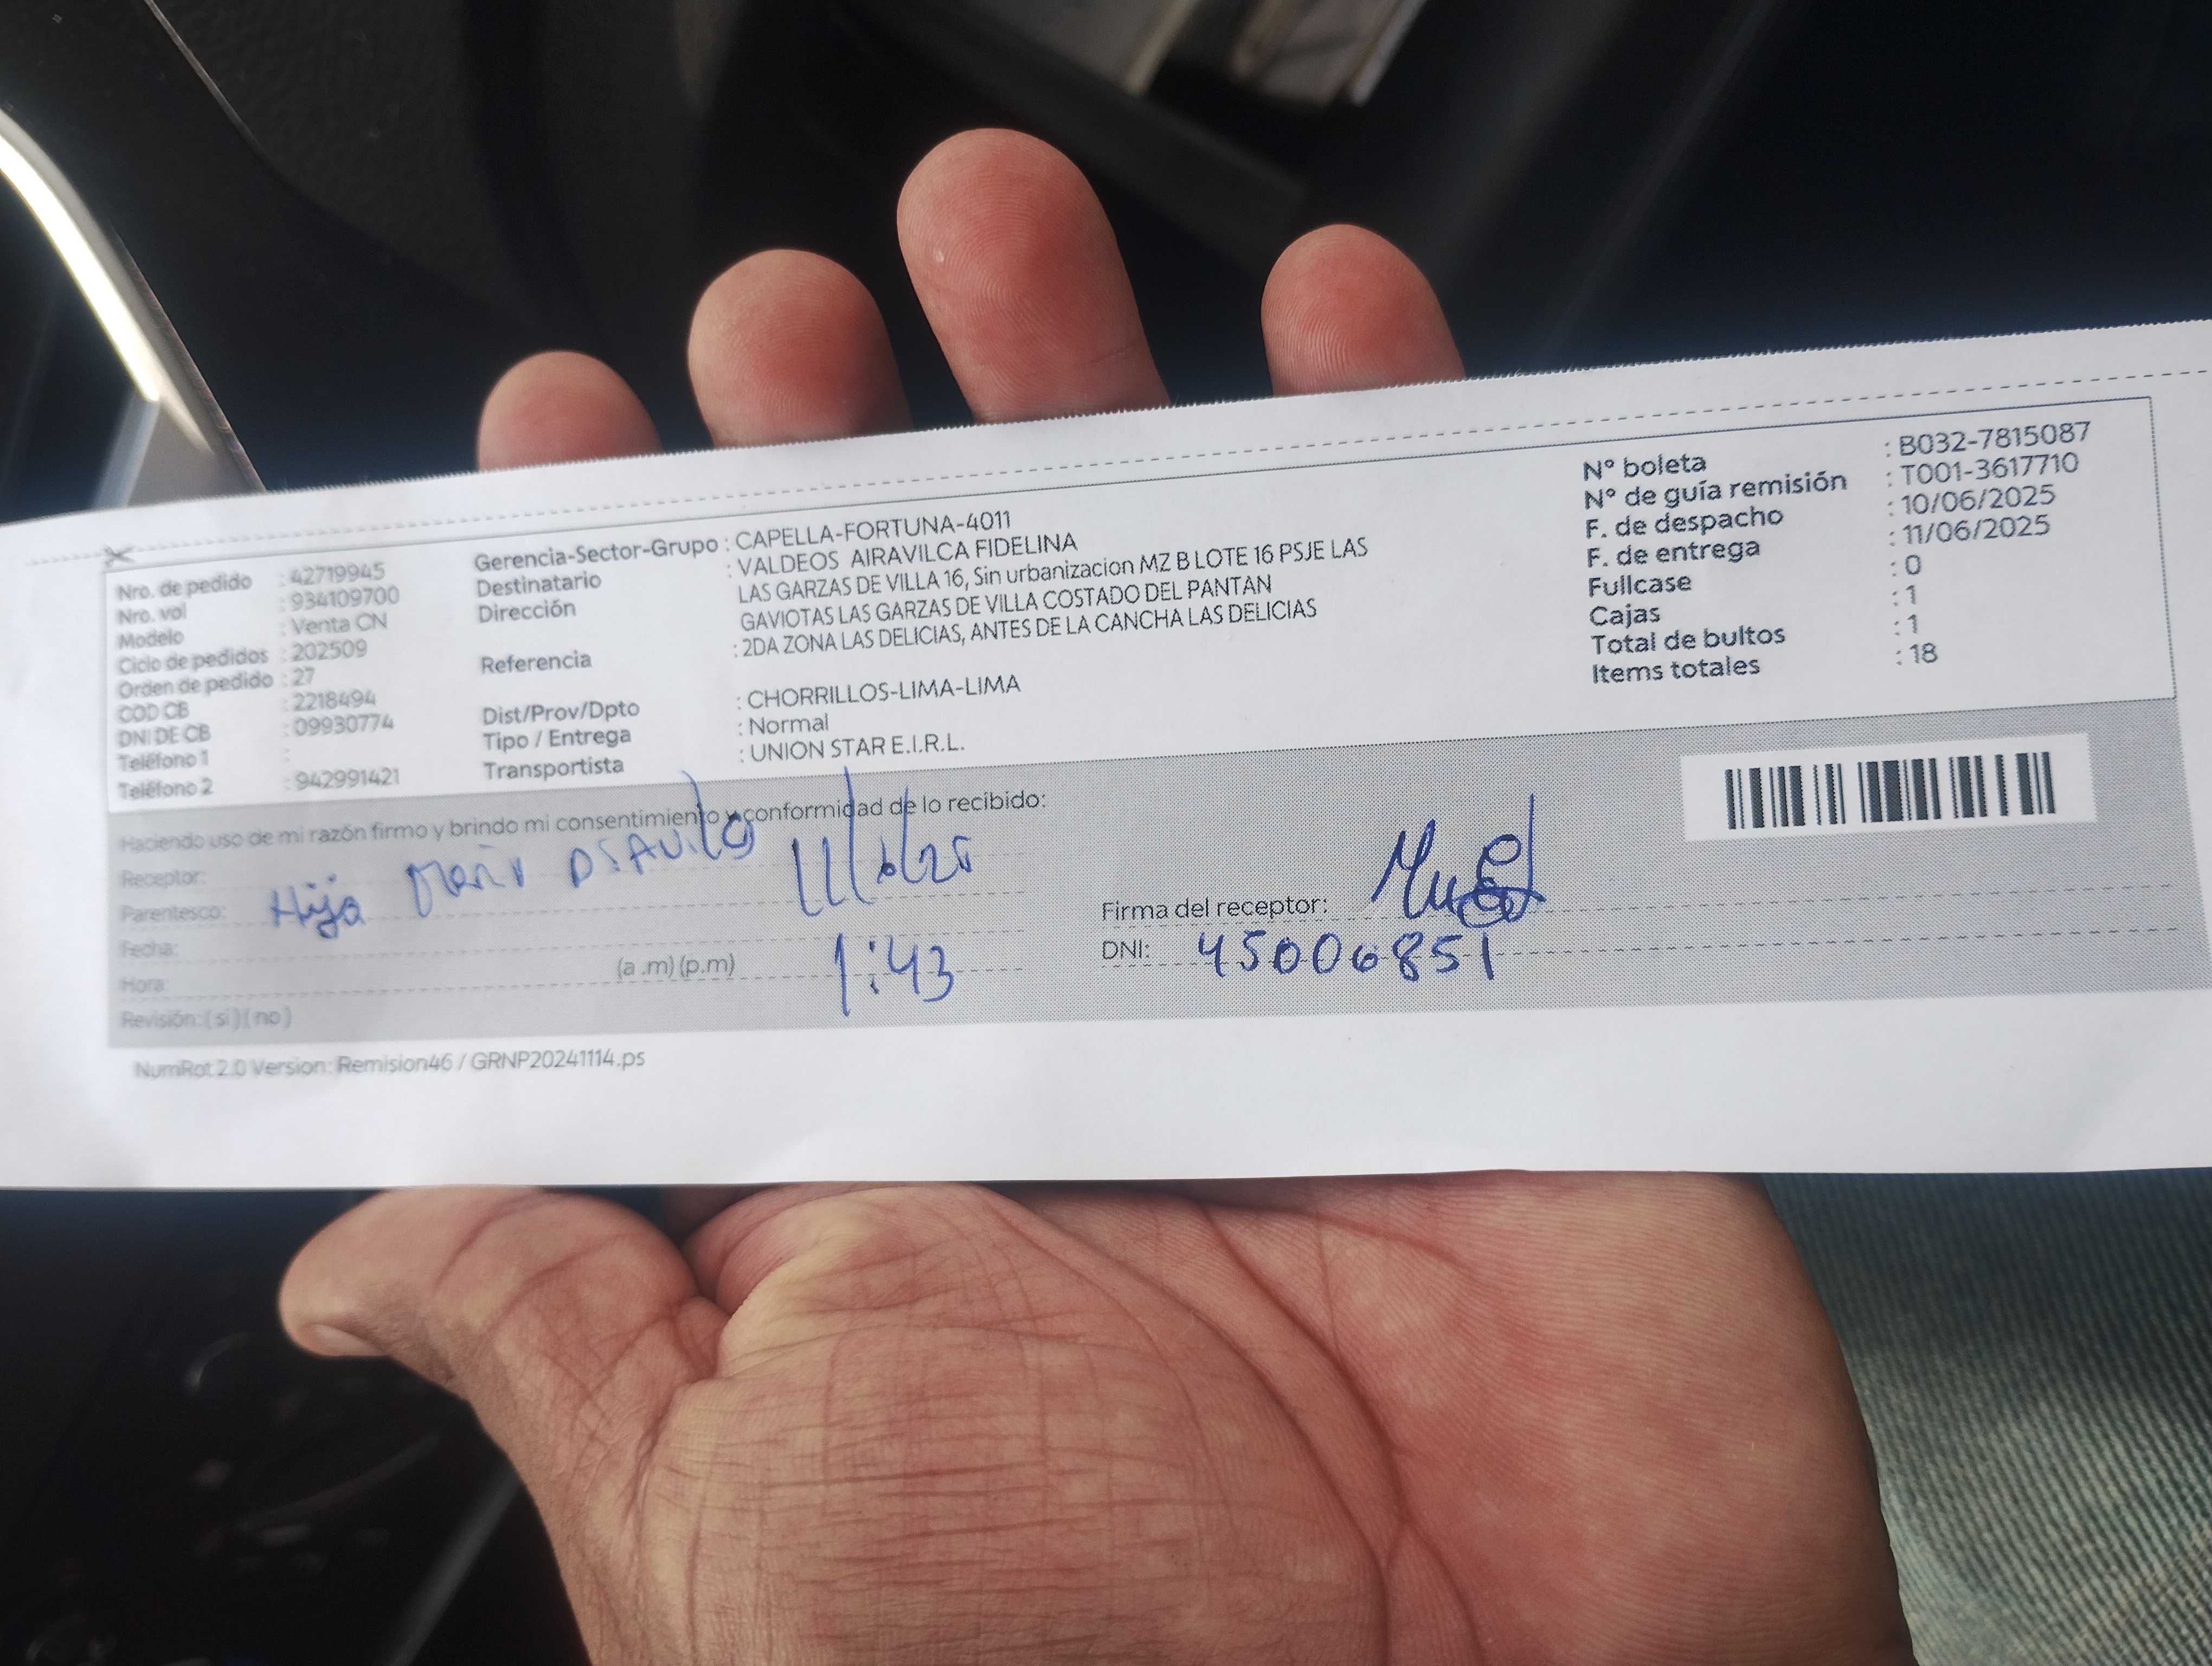 Nro. de pedido : 42719945
Nro. vol : 934109700
Modelo : Venta CN
Ciclo de pedidos : 202509
Orden de pedido : 27
COD CB : 2218494
DNI DE CB : 09930774
Teléfono 1 :
Teléfono 2 : 942991421
Gerencia-Sector-Grupo : CAPELLA-FORTUNA-4011
Destinatario : VALDEOS AIRAVILCA FIDELINA
Dirección LAS GARZAS DE VILLA 16, Sin urbanizacion MZ B LOTE 16 PSJE LAS
GAVIOTAS LAS GARZAS DE VILLA COSTADO DEL PANTAN
Referencia : 2DA ZONA LAS DELICIAS, ANTES DE LA CANCHA LAS DELICIAS
Dist/Prov/Dpto : CHORRILLOS-LIMA-LIMA
Tipo / Entrega : Normal
Transportista : UNION STAR E.I.R.L.
N° boleta : B032-7815087
N° de guía remisión : T001-3617710
F. de despacho : 10/06/2025
F. de entrega : 11/06/2025
Fullcase : 0
Cajas : 1
Total de bultos : 1
Items totales : 18
Haciendo uso de mi razón firmo y brindo mi consentimiento y conformidad de lo recibido:
Receptor:
Parentesco: Hija
Fecha: 11/6/25
Hora: (a .m) (p.m) 1:43
Revisión: ( si ) ( no )
Firma del receptor:
DNI: 45006851
NumRot 2.0 Version: Remision46 / GRNP20241114.ps